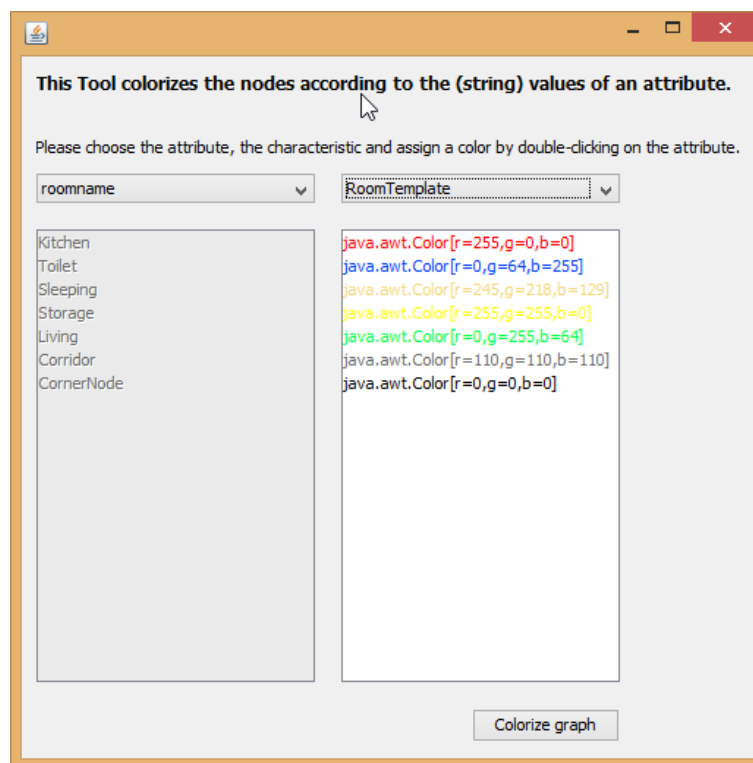 This Tool colorizes the nodes according to the (string) values of an attribute.
Please choose the attribute, the characteristic and assign a color by double-clicking on the attribute.
roomname
RoomTemplate
Kitchen
Toilet
Sleeping
Storage
Living
Corridor
CornerNode
java.awt.Color[r=255,g=0,b=0]
java.awt.Color[r=0,g=64,b=255]
java.awt.Color[r=245,g=218,b=129]
java.awt.Color[r=255,g=255,b=0]
java.awt.Color[r=0,g=255,b=64]
java.awt.Color[r=110,g=110,b=110]
java.awt.Color[r=0,g=0,b=0]
Colorize graph